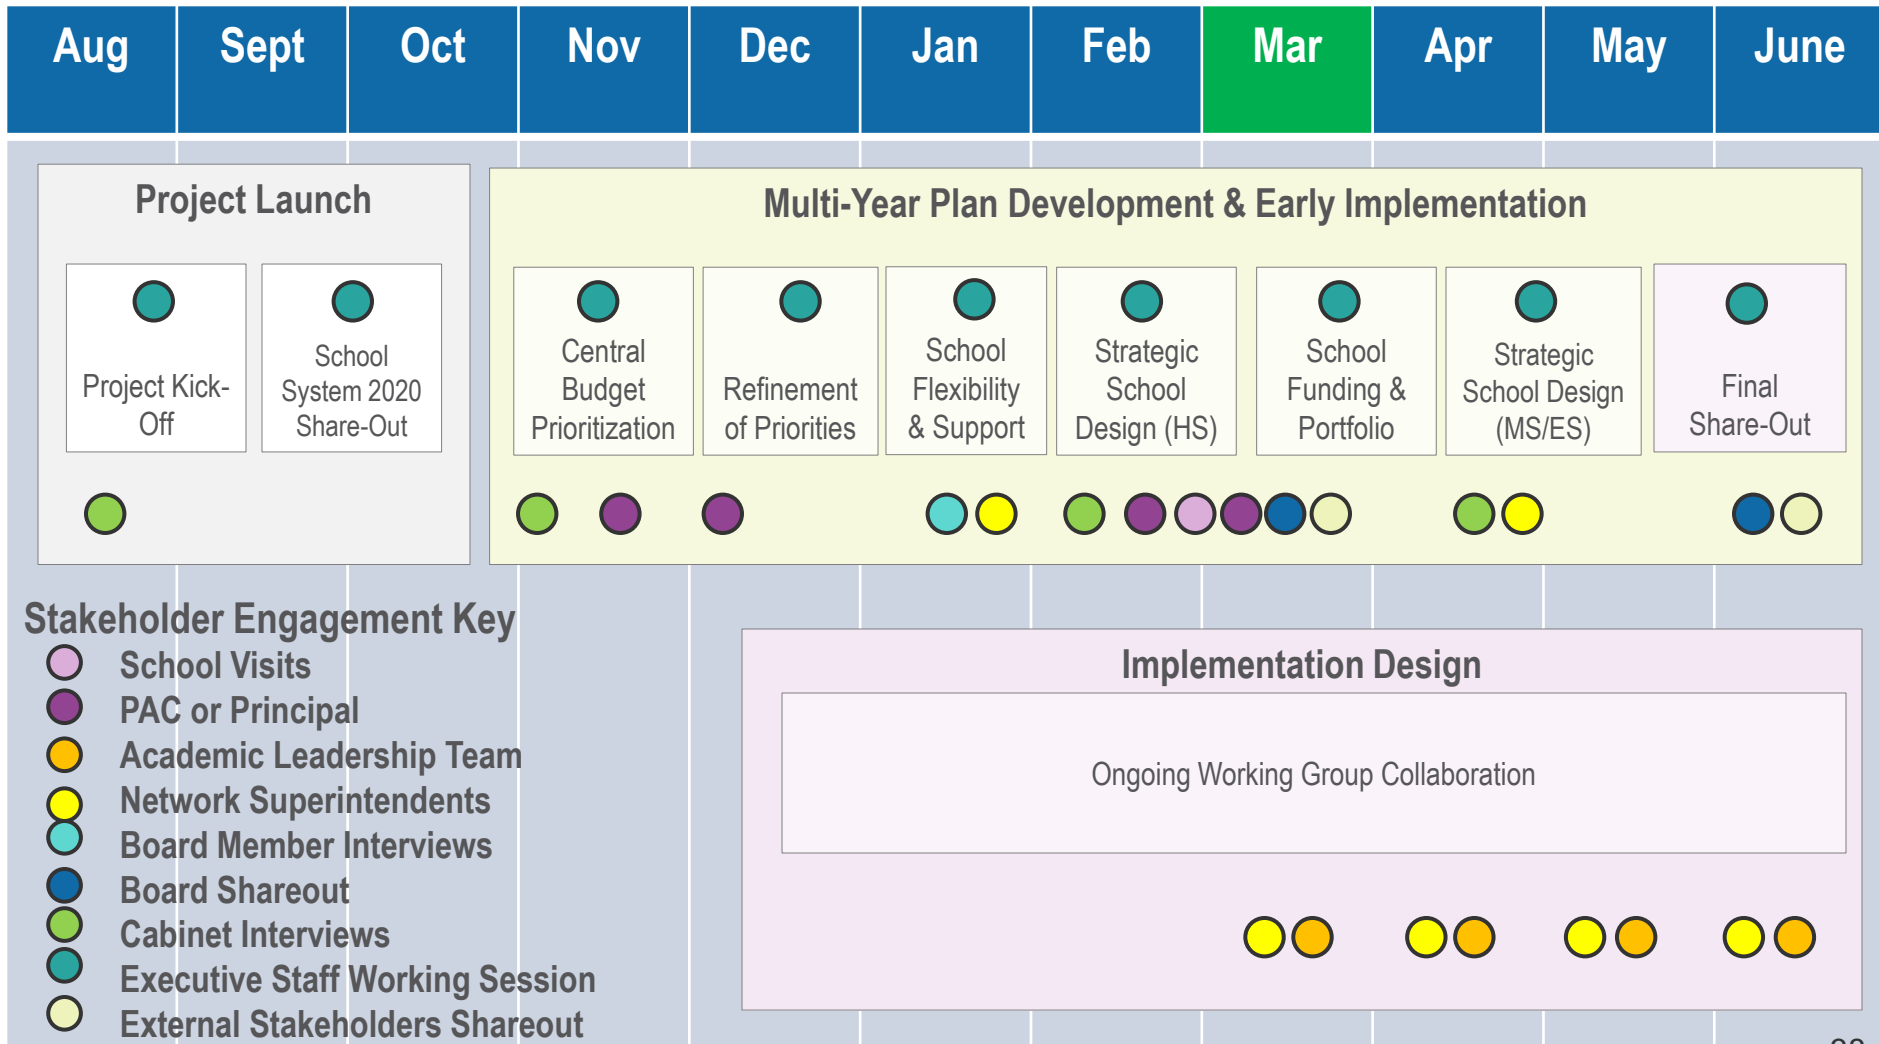 Aug Sept Oct Nov Dec Jan Feb Mar Apr May June
Project Launch
Multi-Year Plan Development & Early Implementation
Project Kick-
Off
School
System 2020
Share-Out
Central
Budget
Prioritization
Refinement
of Priorities
School
Flexibility
& Support
Strategic
School
Design (HS)
School
Funding &
Portfolio
Strategic
School Design
(MS/ES)
Final
Share-Out
Stakeholder Engagement Key
School Visits
PAC or Principal
Academic Leadership Team
Network Superintendents
Board Member Interviews
Board Shareout
Cabinet Interviews
Executive Staff Working Session
External Stakeholders Shareout
Implementation Design
Ongoing Working Group Collaboration